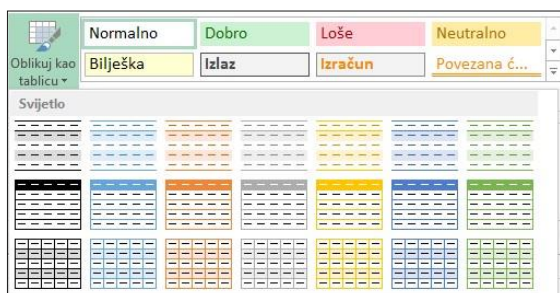 Oblikuj kao
tablicu
Normalno Dobro Loše Neutralno
Bilješka Izlaz Izračun Povezana ć...
Svijetlo